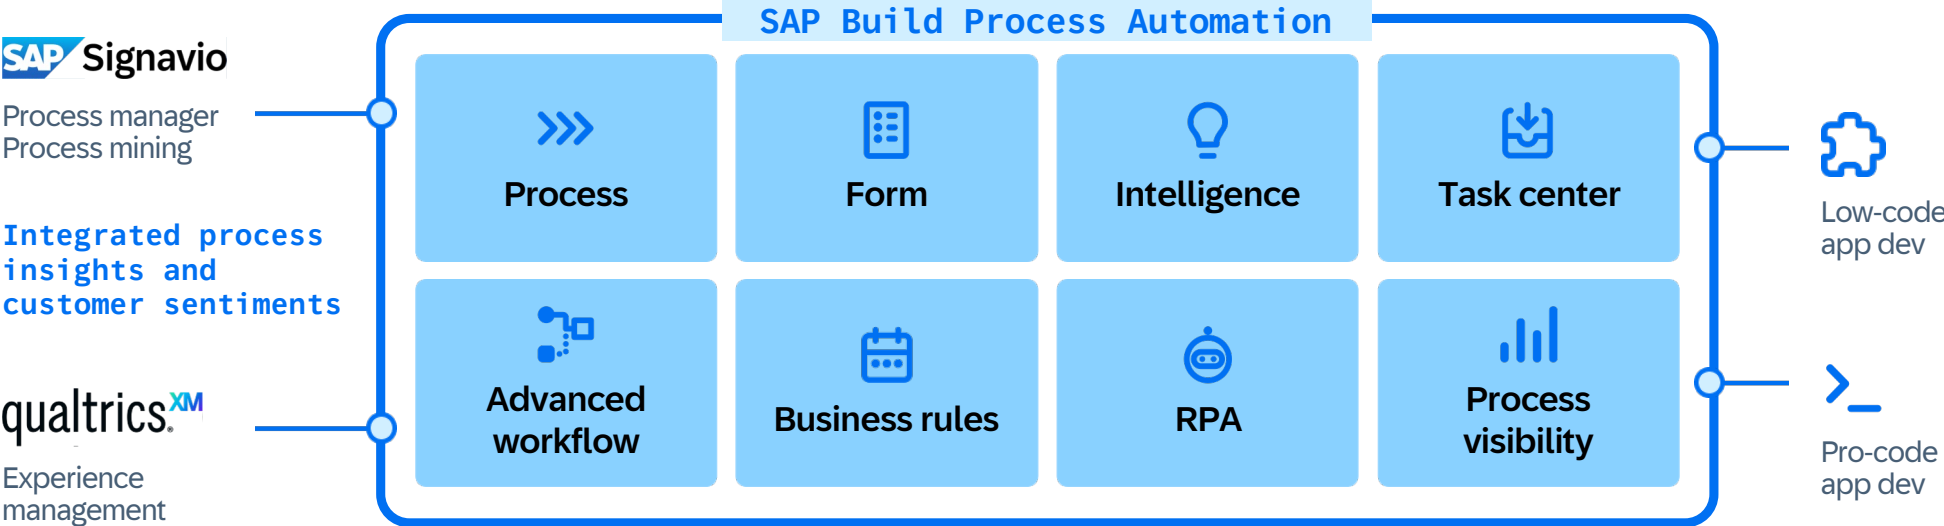 SAP Build Process Automation
SAP Signavio
Process manager
Process mining
Integrated process
insights and
customer sentiments
qualtrics.XM
Experience
management
Process
Form
Intelligence
Task center
Advanced
workflow
Business rules
RPA
Process
visibility
Low-code
app dev
Pro-code
app dev